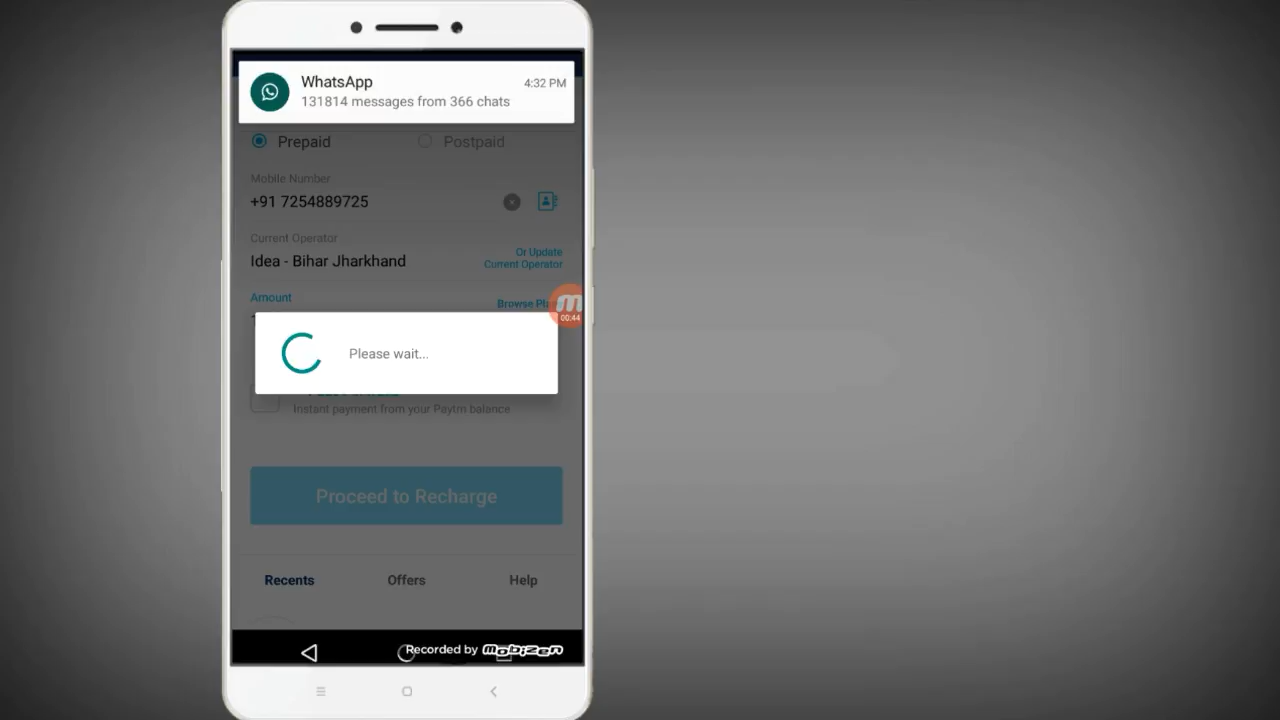 WhatsApp 4:32 PM
131814 messages from 366 chats
Prepaid Postpaid
Mobile Number
+91 7254889725
Current Operator
Or Update
Idea - Bihar Jharkhand
Current Operator
Amount
Browse
00:44
Please wait...
Instant payment from your Paytm balance
Proceed to Recharge
Recents Offers Help
Recorded by mobizen